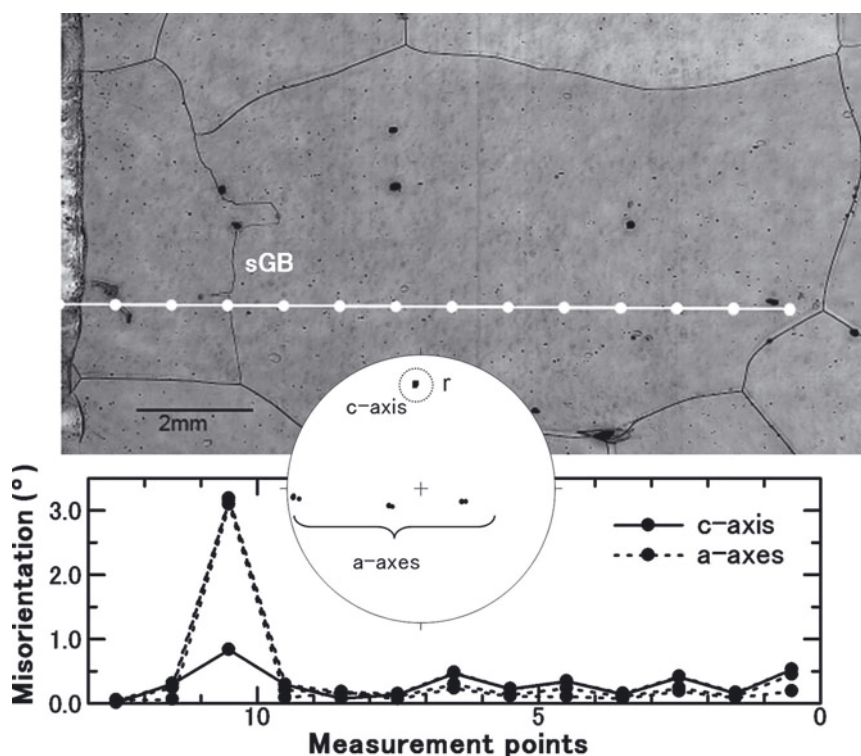 sGB
2mm
r
c-axis
a-axes
Misorientation (°)
3.0
2.0
1.0
0.0
c-axis
a-axes
10
5
0
Measurement points